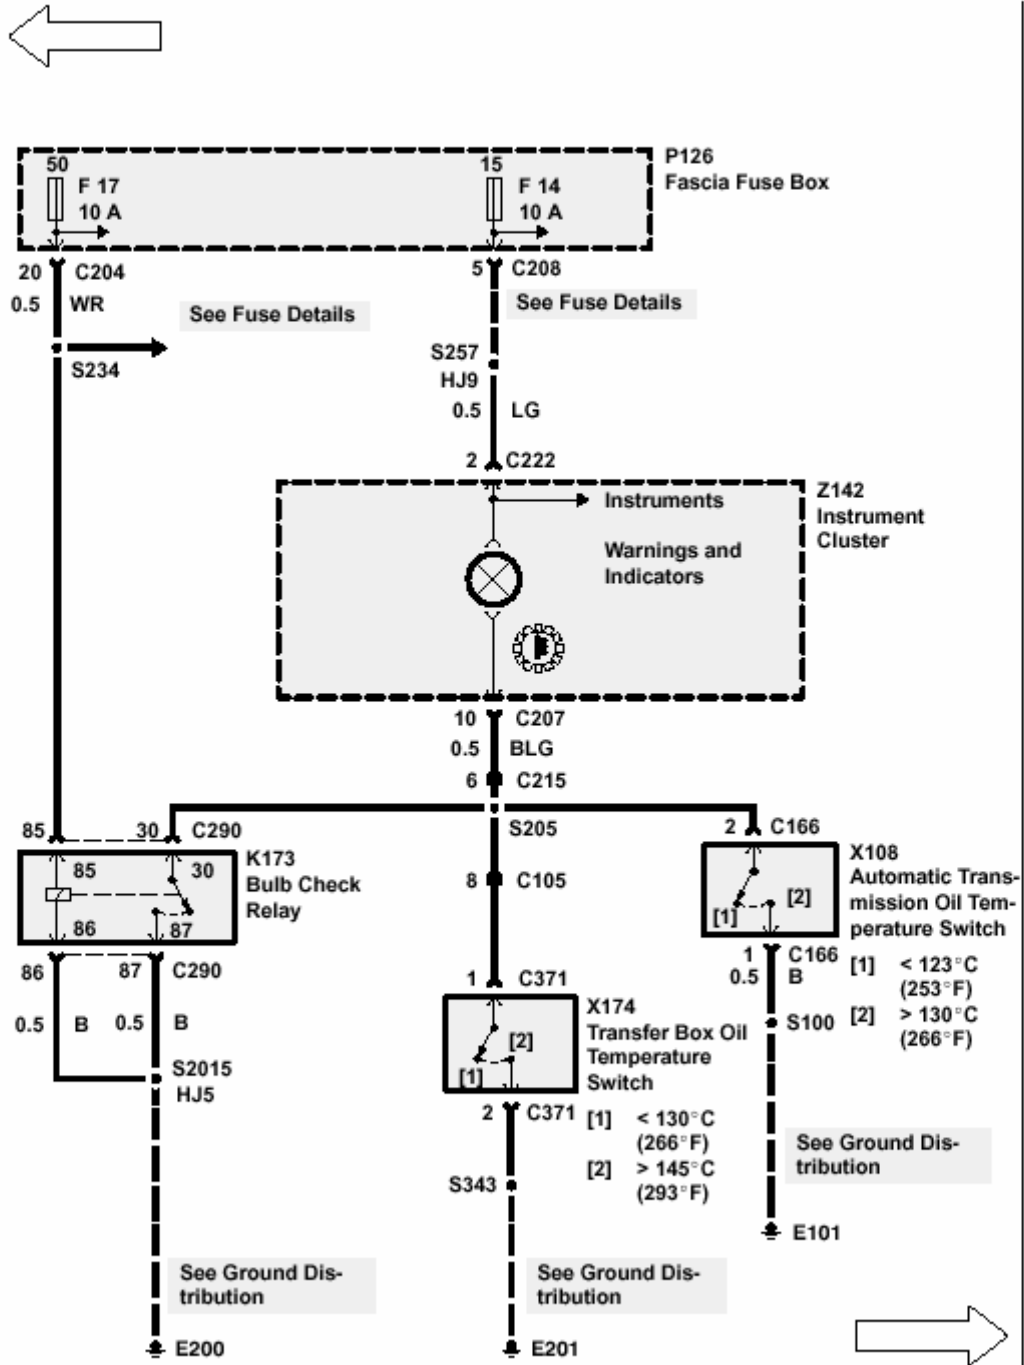 50
F 17
10 A
15
F 14
10 A
P126
Fascia Fuse Box
20 C204
0.5 WR
See Fuse Details
S234
5 C208
See Fuse Details
S257
HJ9
0.5 LG
2 C222
Instruments
Warnings and
Indicators
Z142
Instrument
Cluster
10 C207
0.5 BLG
6 C215
S205
8 C105
85 30 C290
85 30
86 87
K173
Bulb Check
Relay
86 87 C290
0.5 B 0.5 B
S2015
HJ5
See Ground Dis-
tribution
E200
1 C371
[2]
[1]
X174
Transfer Box Oil
Temperature
Switch
2 C371
[1] < 130°C
(266°F)
[2] > 145°C
(293°F)
S343
See Ground Dis-
tribution
E201
2 C166
[2]
[1]
X108
Automatic Trans-
mission Oil Tem-
perature Switch
1 C166
0.5 B
[1] < 123°C
(253°F)
[2] > 130°C
(266°F)
S100
See Ground Dis-
tribution
E101